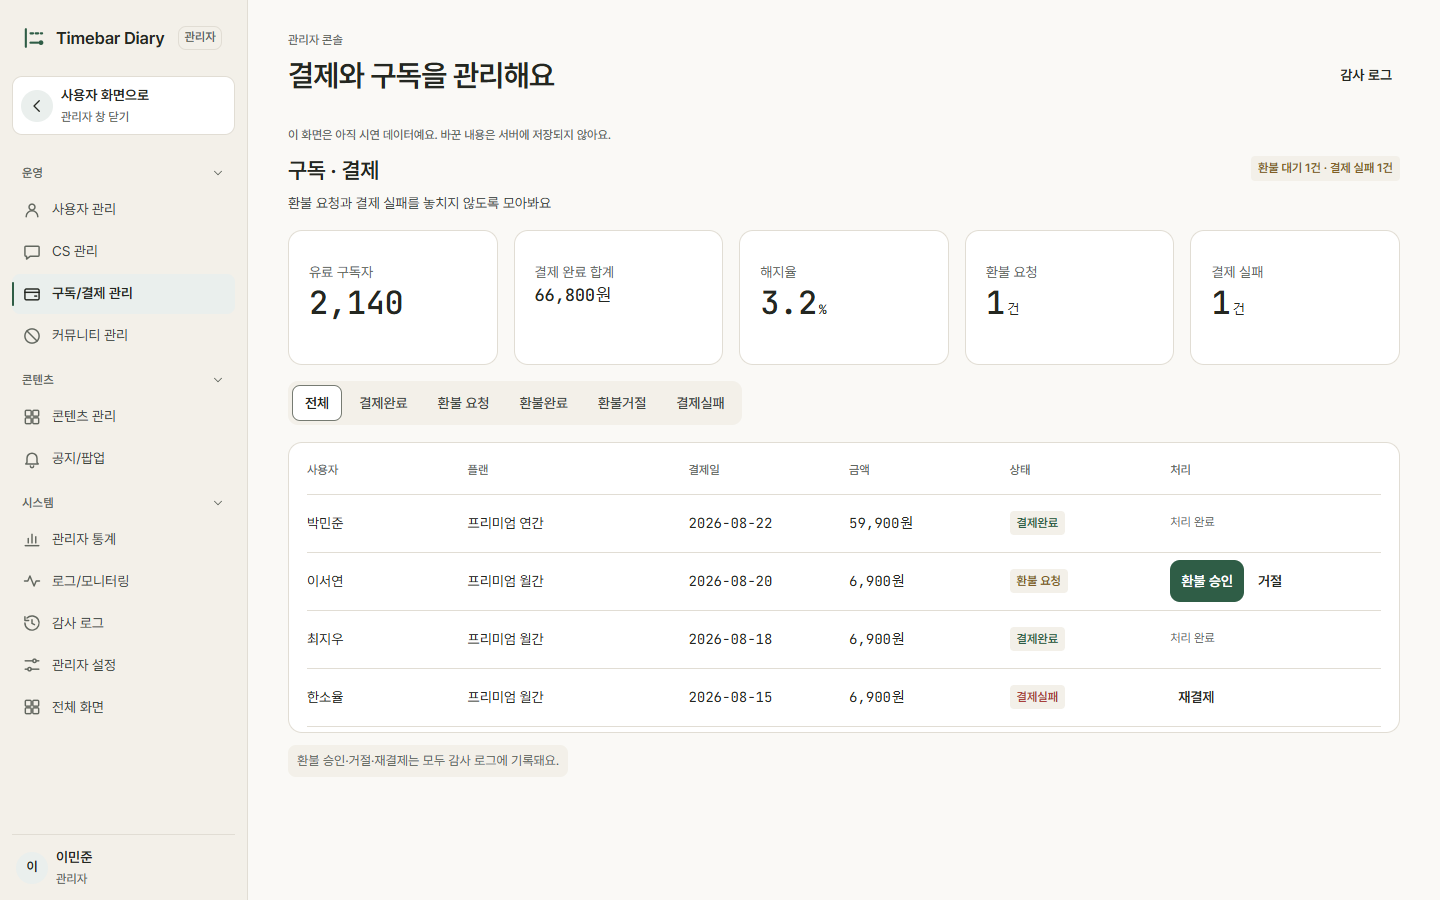 Timebar Diary 관리자
사용자 화면으로
관리자 창 닫기
운영
사용자 관리
CS 관리
구독/결제 관리
커뮤니티 관리
콘텐츠
콘텐츠 관리
공지/팝업
시스템
관리자 통계
로그/모니터링
감사 로그
관리자 설정
전체 화면
이 이민준
관리자
관리자 콘솔
결제와 구독을 관리해요
감사 로그
이 화면은 아직 시연 데이터예요. 바꾼 내용은 서버에 저장되지 않아요.
구독 · 결제
환불 대기 1건 · 결제 실패 1건
환불 요청과 결제 실패를 놓치지 않도록 모아봐요
유료 구독자
2,140
결제 완료 합계
66,800원
해지율
3.2%
환불 요청
1건
결제 실패
1건
전체 결제완료 환불 요청 환불완료 환불거절 결제실패
사용자 플랜 결제일 금액 상태 처리
박민준 프리미엄 연간 2026-08-22 59,900원 결제완료 처리 완료
이서연 프리미엄 월간 2026-08-20 6,900원 환불 요청 환불 승인 거절
최지우 프리미엄 월간 2026-08-18 6,900원 결제완료 처리 완료
한소율 프리미엄 월간 2026-08-15 6,900원 결제실패 재결제
환불 승인·거절·재결제는 모두 감사 로그에 기록돼요.